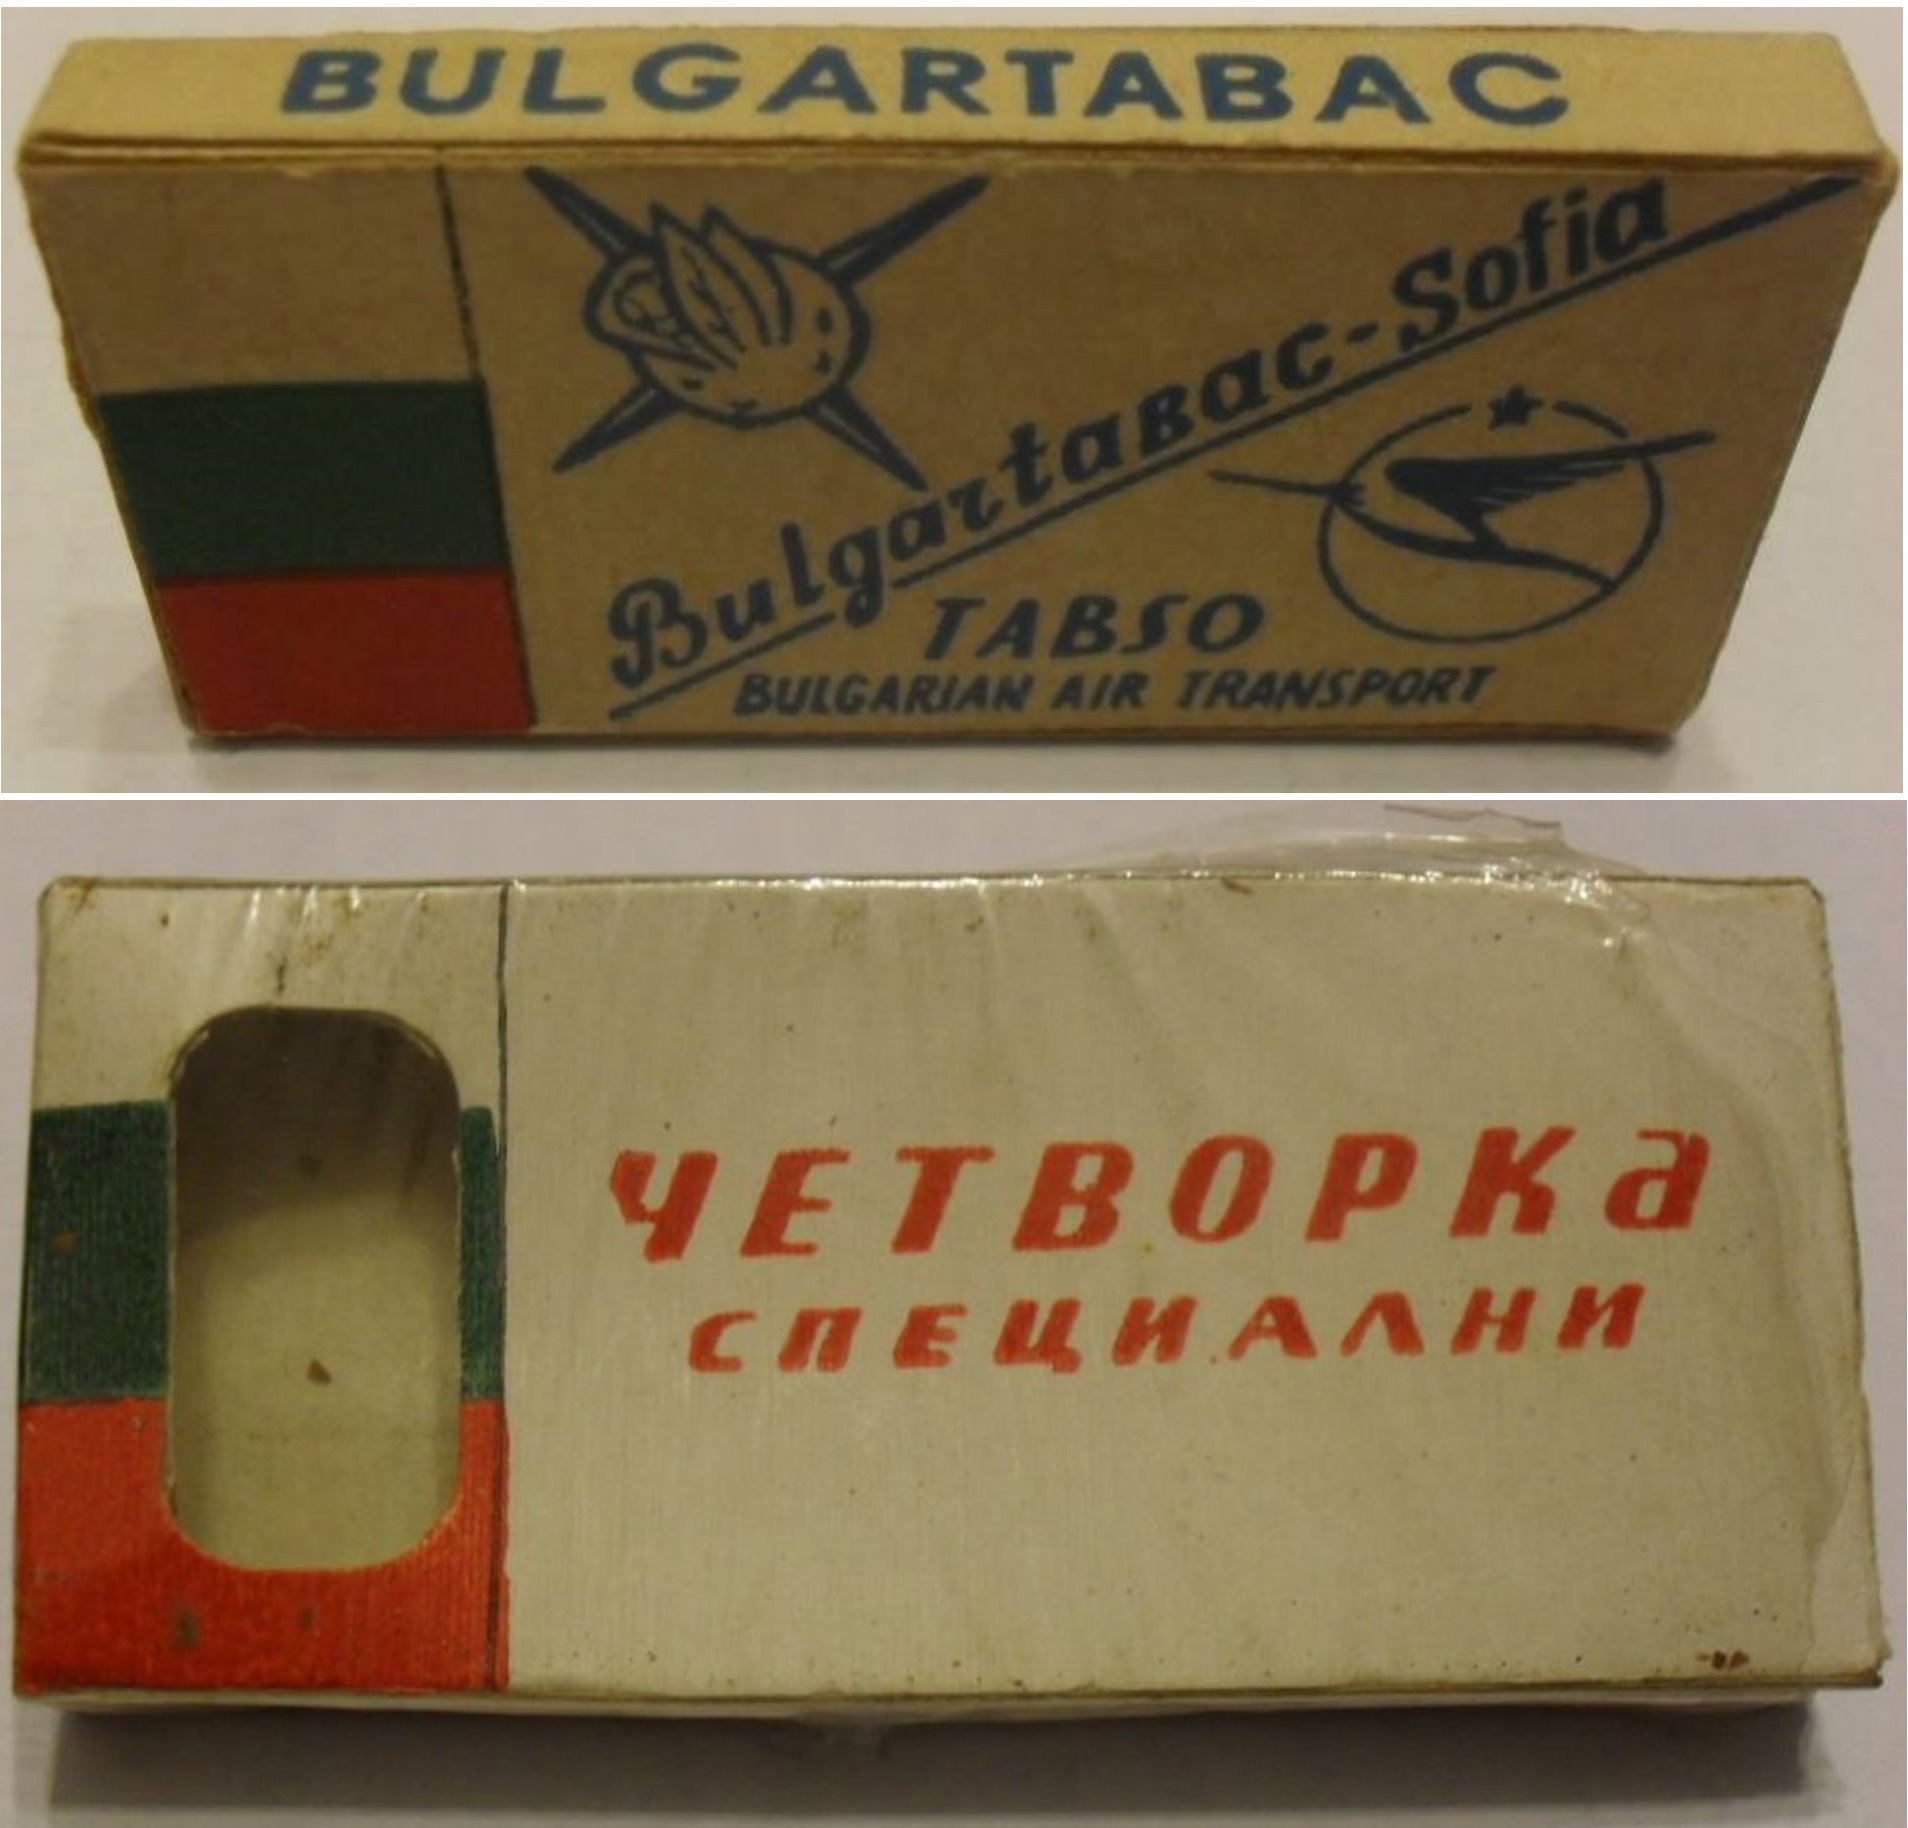 BULGARTABAC
Bulgartabac-Sofia
TABSO
BULGARIAN AIR TRANSPORT
ЧЕТВОРКа
СПЕЦИАЛНИ